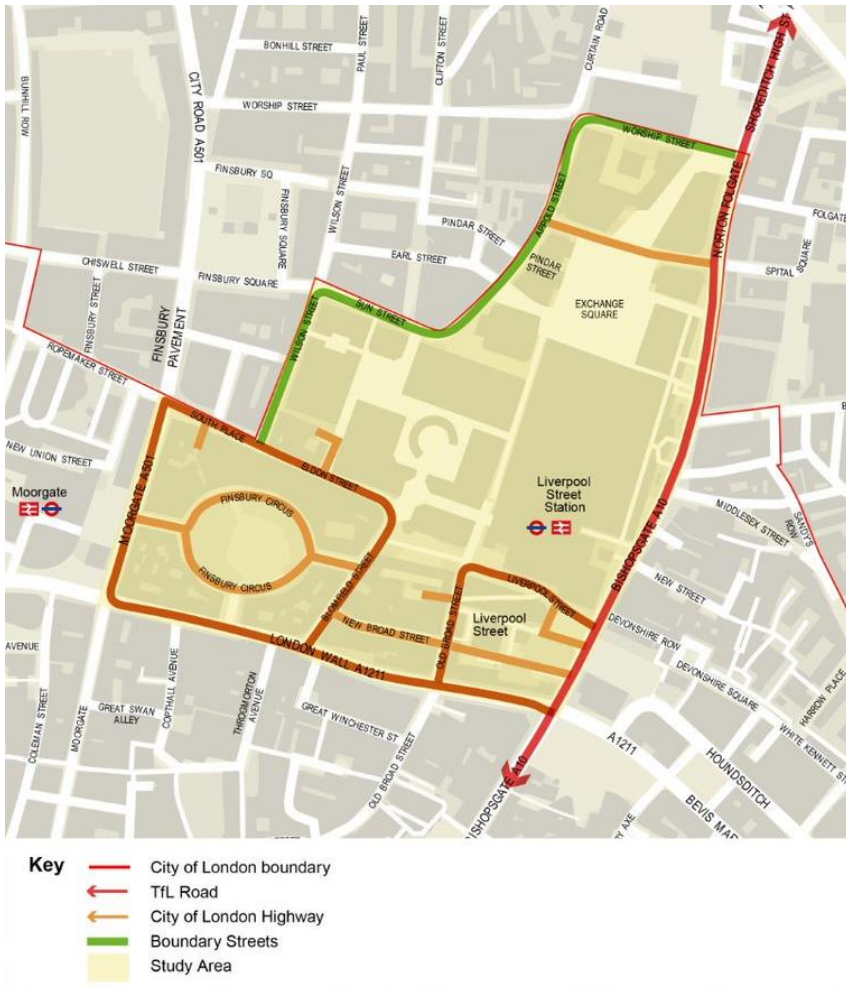 SHOREDITCH HIGH ST
BONHILL STREET
PAUL STREET
CLIFTON STREET
CURTAIN ROAD
BUNHILL ROW
CITY ROAD A501
WORSHIP STREET
WORSHIP STREET
FINSBURY SQ
WILSON STREET
FINSBURY SQUARE
APPOLD STREET
NORTON FOLGATE
FOLGATE
PINDAR STREET
EARL STREET
PINDAR
STREET
SPITAL
SQUARE
CHISWELL STREET
FINSBURY SQUARE
FINSBURY STREET
FINSBURY
PAVEMENT
EXCHANGE
SQUARE
SUN STREET
WILSON STREET
ROPEMAKER STREET
SOUTH PLACE
NEW UNION STREET
ELDON STREET
Moorgate
MOORGATE A501
FINSBURY CIRCUS
FINSBURY CIRCUS
Liverpool
Street
Station
MIDDLESEX STREET
SANDY'S
ROW
BISHOPSGATE A10
NEW STREET
BLOMFIELD STREET
LIVERPOOL STREET
OLD BROAD STREET
Liverpool
Street
NEW BROAD STREET
DEVONSHIRE ROW
DEVONSHIRE SQUARE
LONDON WALL A1211
AVENUE
COPTHALL AVENUE
THROGMORTON
AVENUE
GREAT SWAN
ALLEY
MOORGATE
COLEMAN STREET
GREAT WINCHESTER ST
OLD BROAD STREET
HARROW PLACE
WHITE KENNETT ST
A1211
HOUNDSDITCH
BEVIS MA
BISHOPSGATE A10
Key
City of London boundary
TfL Road
City of London Highway
Boundary Streets
Study Area